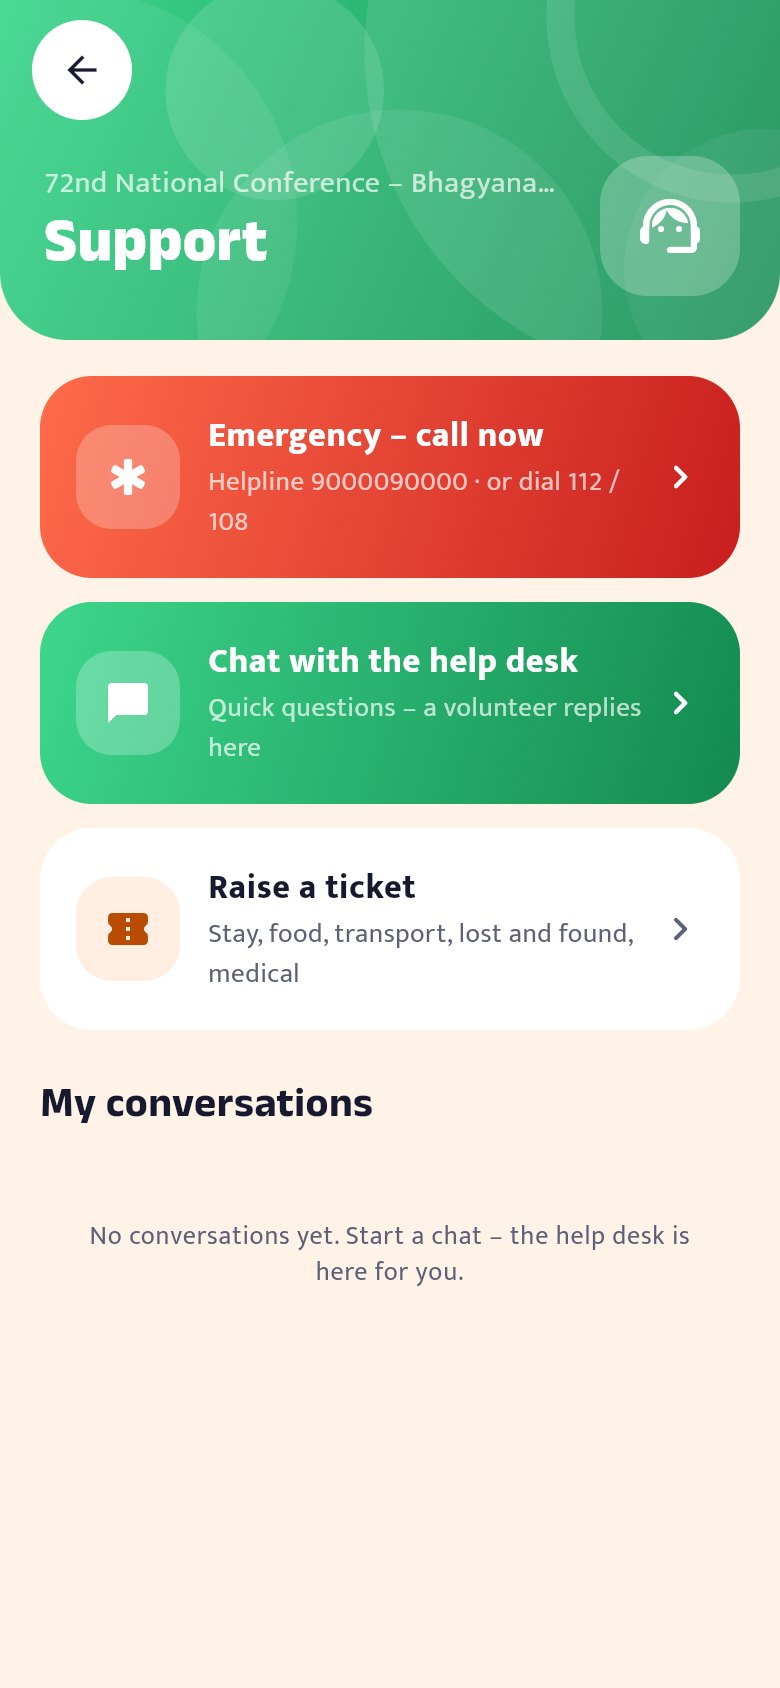 72nd National Conference – Bhagyana...
Support
Emergency – call now
Helpline 9000090000 · or dial 112 /
108
Chat with the help desk
Quick questions – a volunteer replies
here
Raise a ticket
Stay, food, transport, lost and found,
medical
My conversations
No conversations yet. Start a chat – the help desk is
here for you.